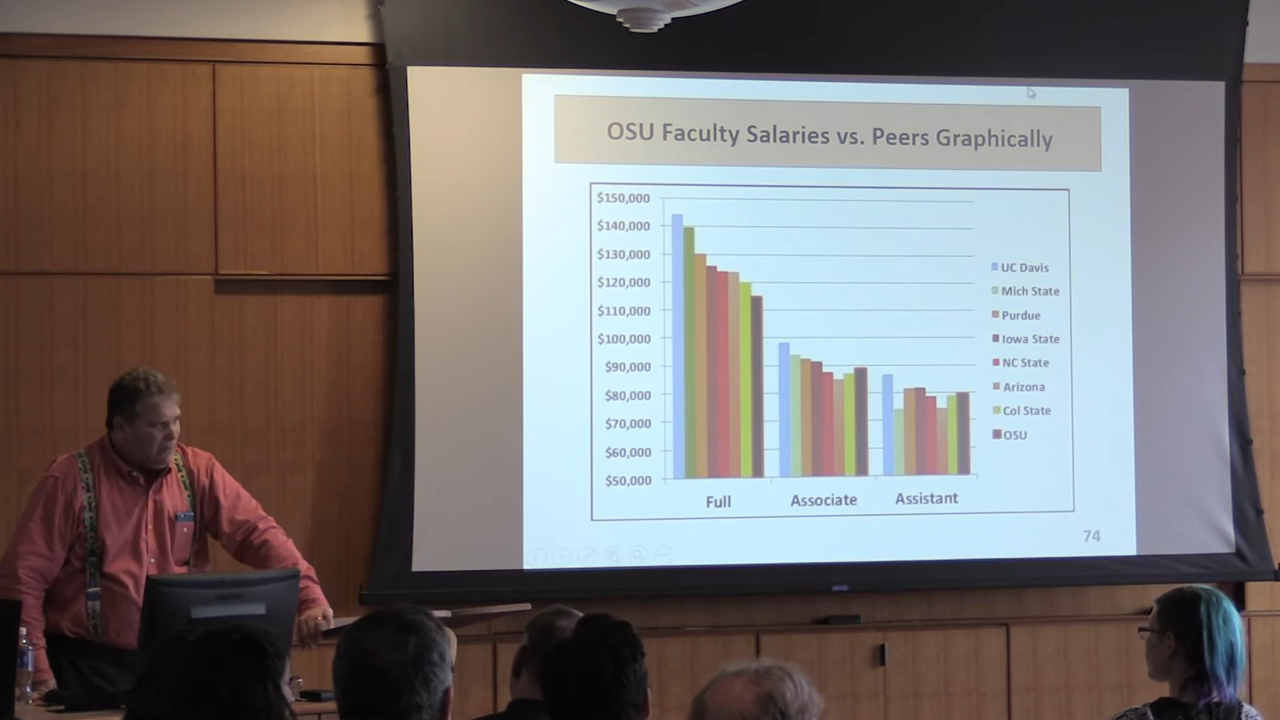 OSU Faculty Salaries vs. Peers Graphically
$150,000
$140,000
$130,000
$120,000
$110,000
$100,000
$90,000
$80,000
$70,000
$60,000
$50,000
Full
Associate
Assistant
UC Davis
Mich State
Purdue
Iowa State
NC State
Arizona
Col State
OSU
74